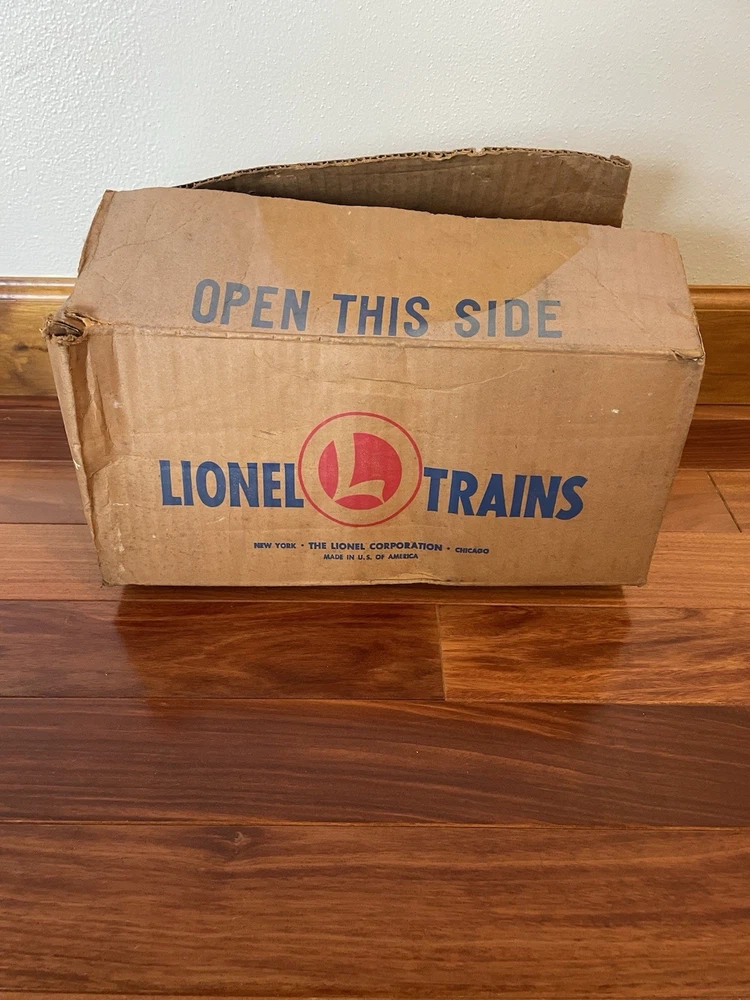 OPEN THIS SIDE
LIONEL L TRAINS
NEW YORK · THE LIONEL CORPORATION · CHICAGO
MADE IN U.S. OF AMERICA